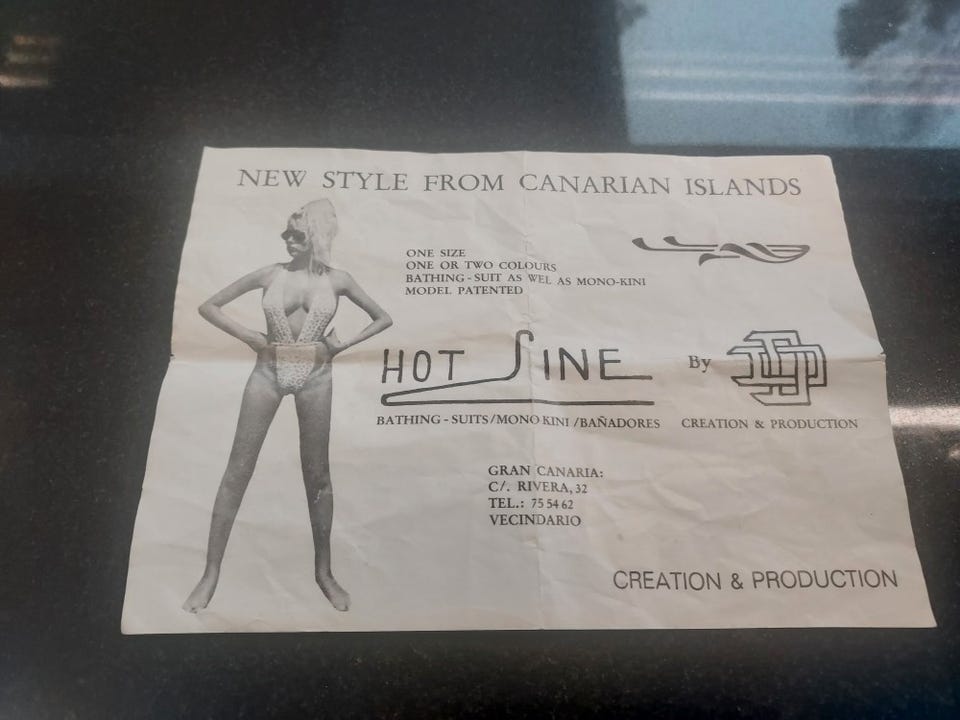 NEW STYLE FROM CANARIAN ISLANDS
ONE SIZE
ONE OR TWO COLOURS
BATHING-SUIT AS WEL AS MONO-KINI
MODEL PATENTED
HOT LINE By
BATHING-SUITS/MONO KINI/BAÑADORES CREATION & PRODUCTION
GRAN CANARIA:
C/. RIVERA, 32
TEL.: 75 54 62
VECINDARIO
CREATION & PRODUCTION